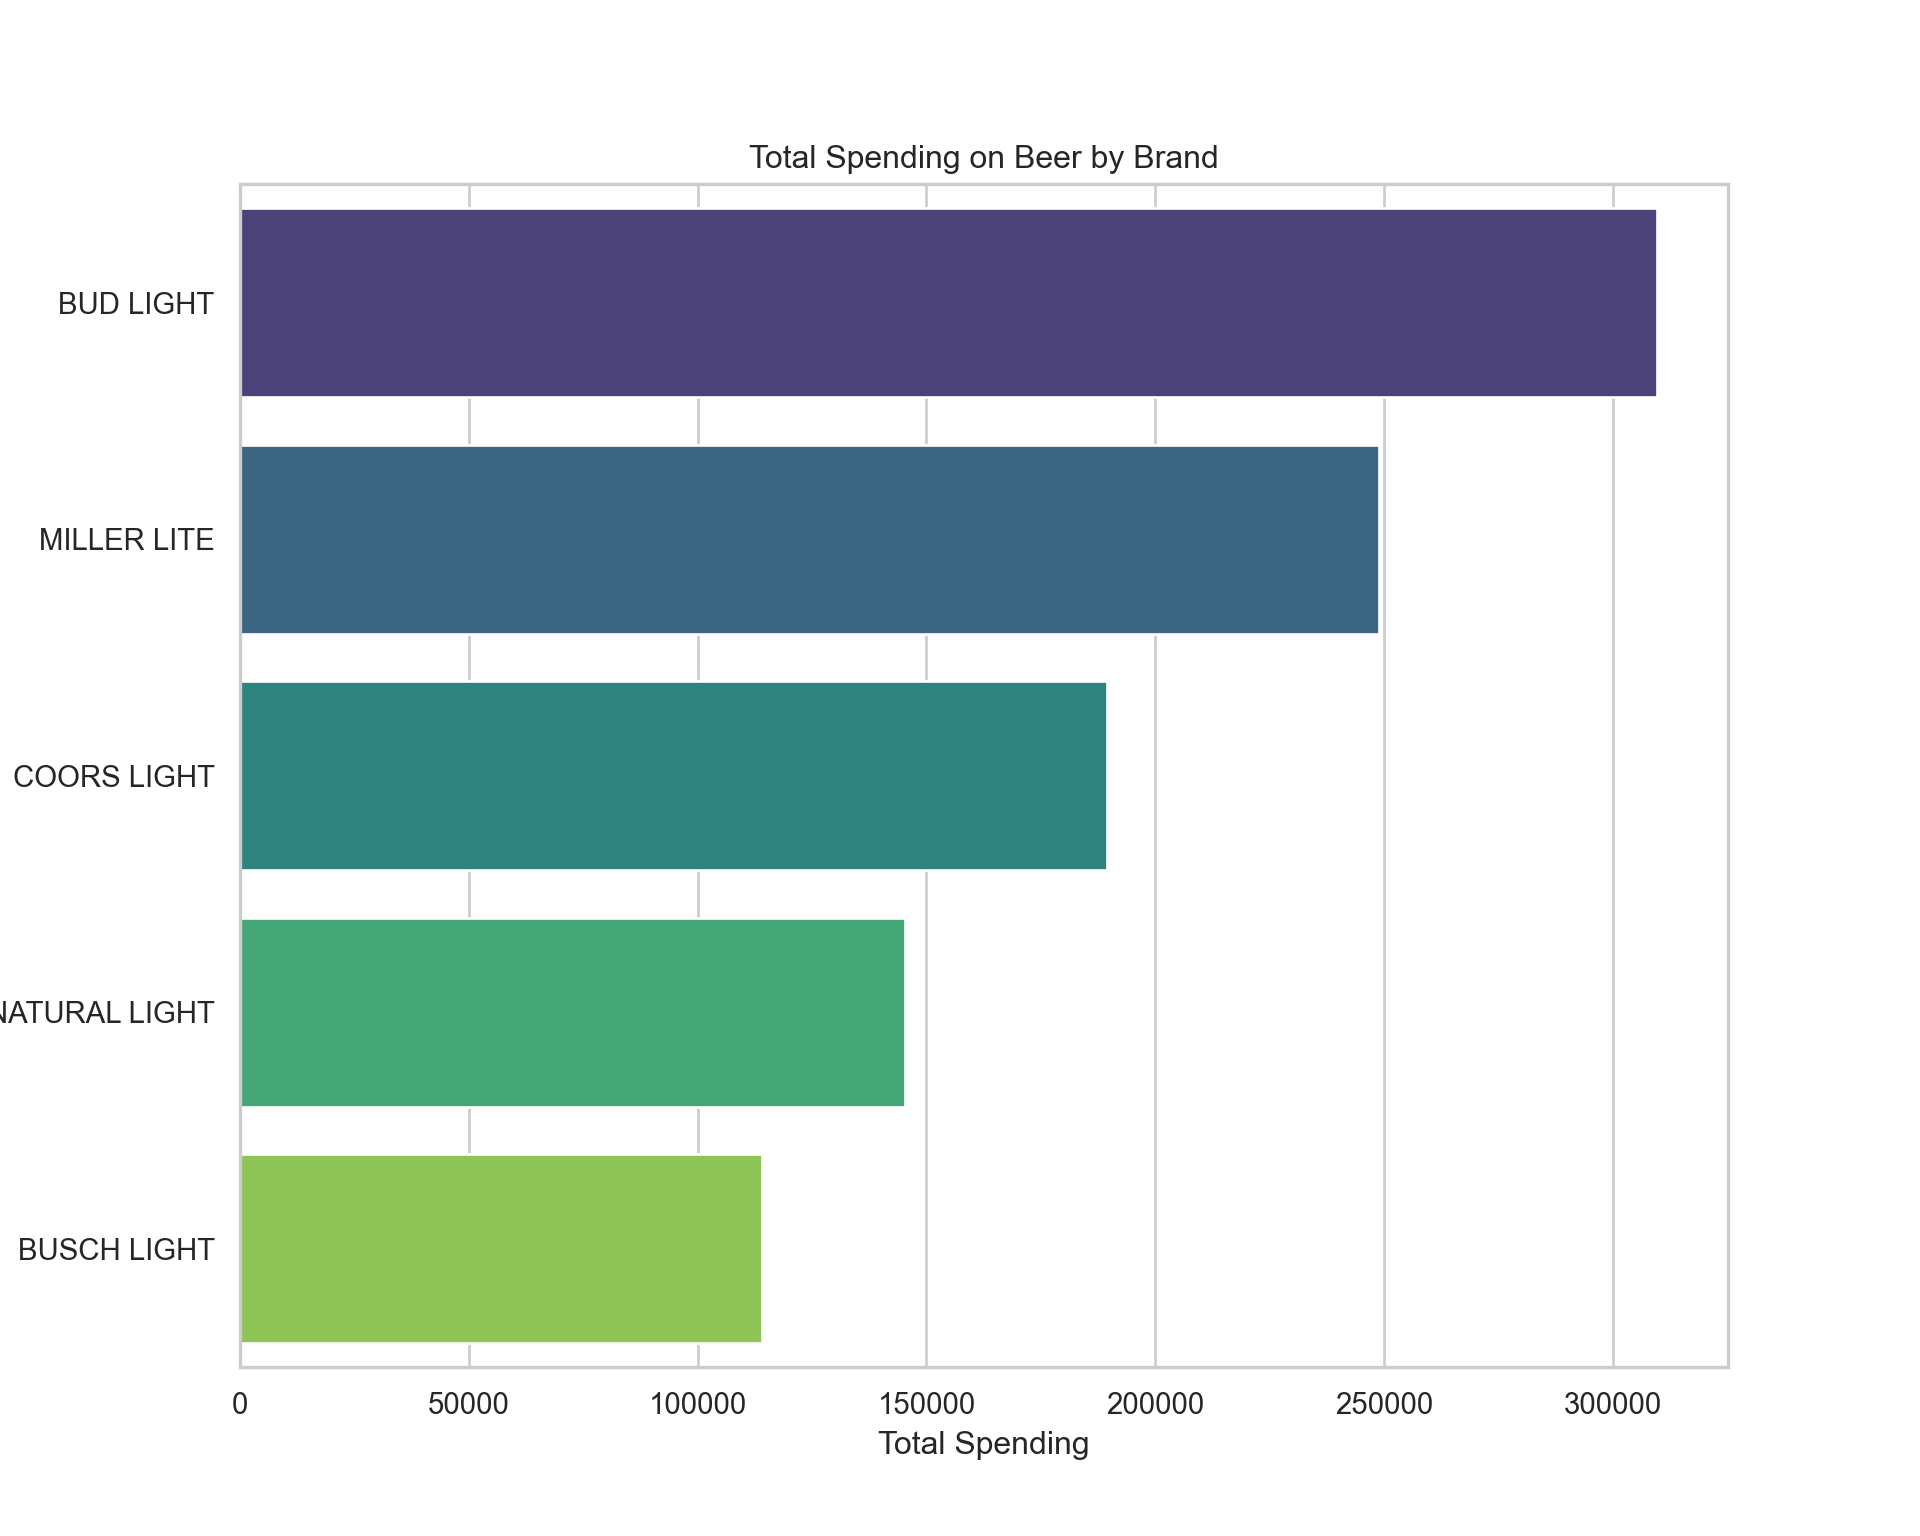 Total Spending on Beer by Brand
BUD LIGHT
MILLER LITE
COORS LIGHT
NATURAL LIGHT
BUSCH LIGHT
0 50000 100000 150000 200000 250000 300000
Total Spending